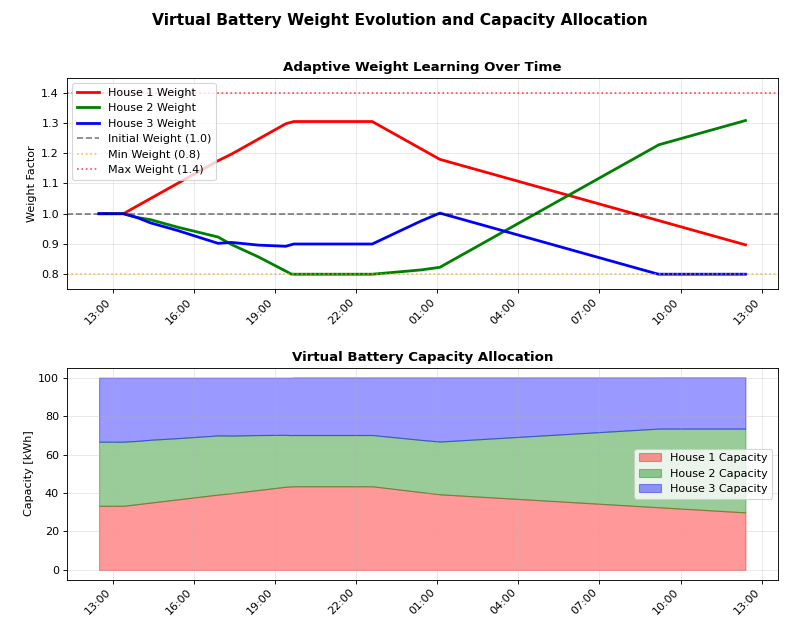 Virtual Battery Weight Evolution and Capacity Allocation
Adaptive Weight Learning Over Time
Weight Factor
1.4
1.3
1.2
1.1
1.0
0.9
0.8
House 1 Weight
House 2 Weight
House 3 Weight
Initial Weight (1.0)
Min Weight (0.8)
Max Weight (1.4)
13:00
16:00
19:00
22:00
01:00
04:00
07:00
10:00
13:00
Virtual Battery Capacity Allocation
Capacity [kWh]
100
80
60
40
20
0
House 1 Capacity
House 2 Capacity
House 3 Capacity
13:00
16:00
19:00
22:00
01:00
04:00
07:00
10:00
13:00